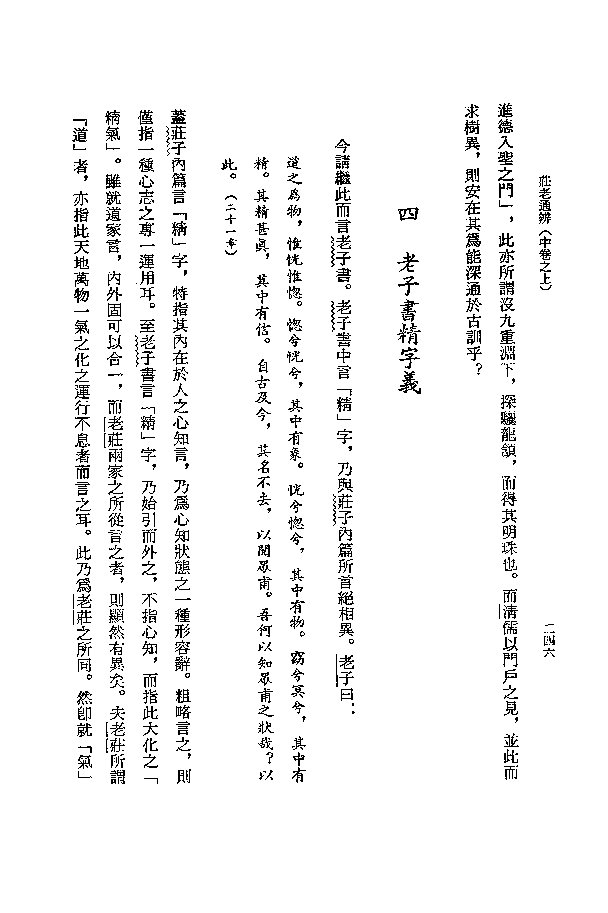 莊老通辨（中卷之上）
二四六
進德入聖之門」，此亦所謂沒九重淵下，探驪龍頷，而得其明珠也。而清儒以門戶之見，並此而
求樹異，則安在其爲能深通於古訓乎？
四　老子書精字義
今請繼此而言老子書。老子書中言「精」字，乃與莊子內篇所言絕相異。老子曰：
道之爲物，惟恍惟惚。惚兮恍兮，其中有象。恍兮惚兮，其中有物。窈兮冥兮，其中有
精。其精甚眞，其中有信。自古及今，其名不去，以閱眾甫。吾何以知眾甫之狀哉？以
此。（二十一章）
蓋莊子內篇言「精」字，特指其內在於人之心知言，乃爲心知狀態之一種形容辭。粗略言之，則
僅指一種心志之專一運用耳。至老子書言「精」字，乃始引而外之，不指心知，而指此大化之「
精氣」。雖就道家言，內外固可以合一，而老莊兩家之所從言之者，則顯然有異矣。夫老莊所謂
「道」者，亦指此天地萬物一氣之化之運行不息者而言之耳。此乃爲老莊之所同。然卽就「氣」